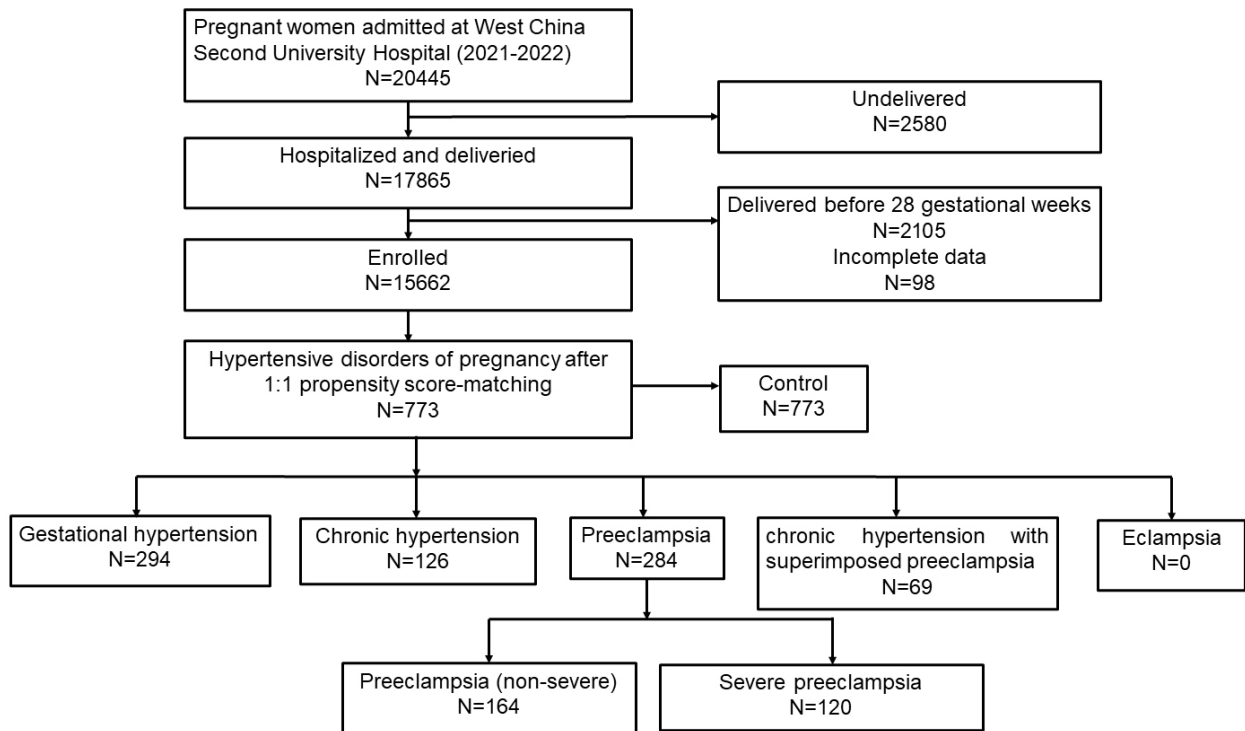 Pregnant women admitted at West China
Second University Hospital (2021-2022)
N=20445
Undelivered
N=2580
Hospitalized and deliveried
N=17865
Delivered before 28 gestational weeks
N=2105
Incomplete data
N=98
Enrolled
N=15662
Hypertensive disorders of pregnancy after
1:1 propensity score-matching
N=773
Control
N=773
Gestational hypertension
N=294
Chronic hypertension
N=126
Preeclampsia
N=284
chronic hypertension with
superimposed preeclampsia
N=69
Eclampsia
N=0
Preeclampsia (non-severe)
N=164
Severe preeclampsia
N=120